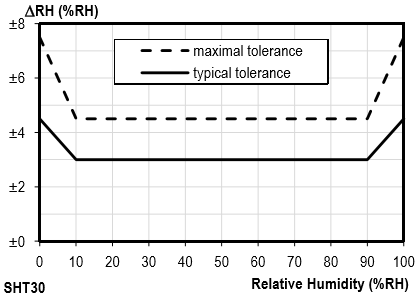 ΔRH (%RH)
±8
maximal tolerance
typical tolerance
±6
±4
±2
±0
0 10 20 30 40 50 60 70 80 90 100
SHT30
Relative Humidity (%RH)